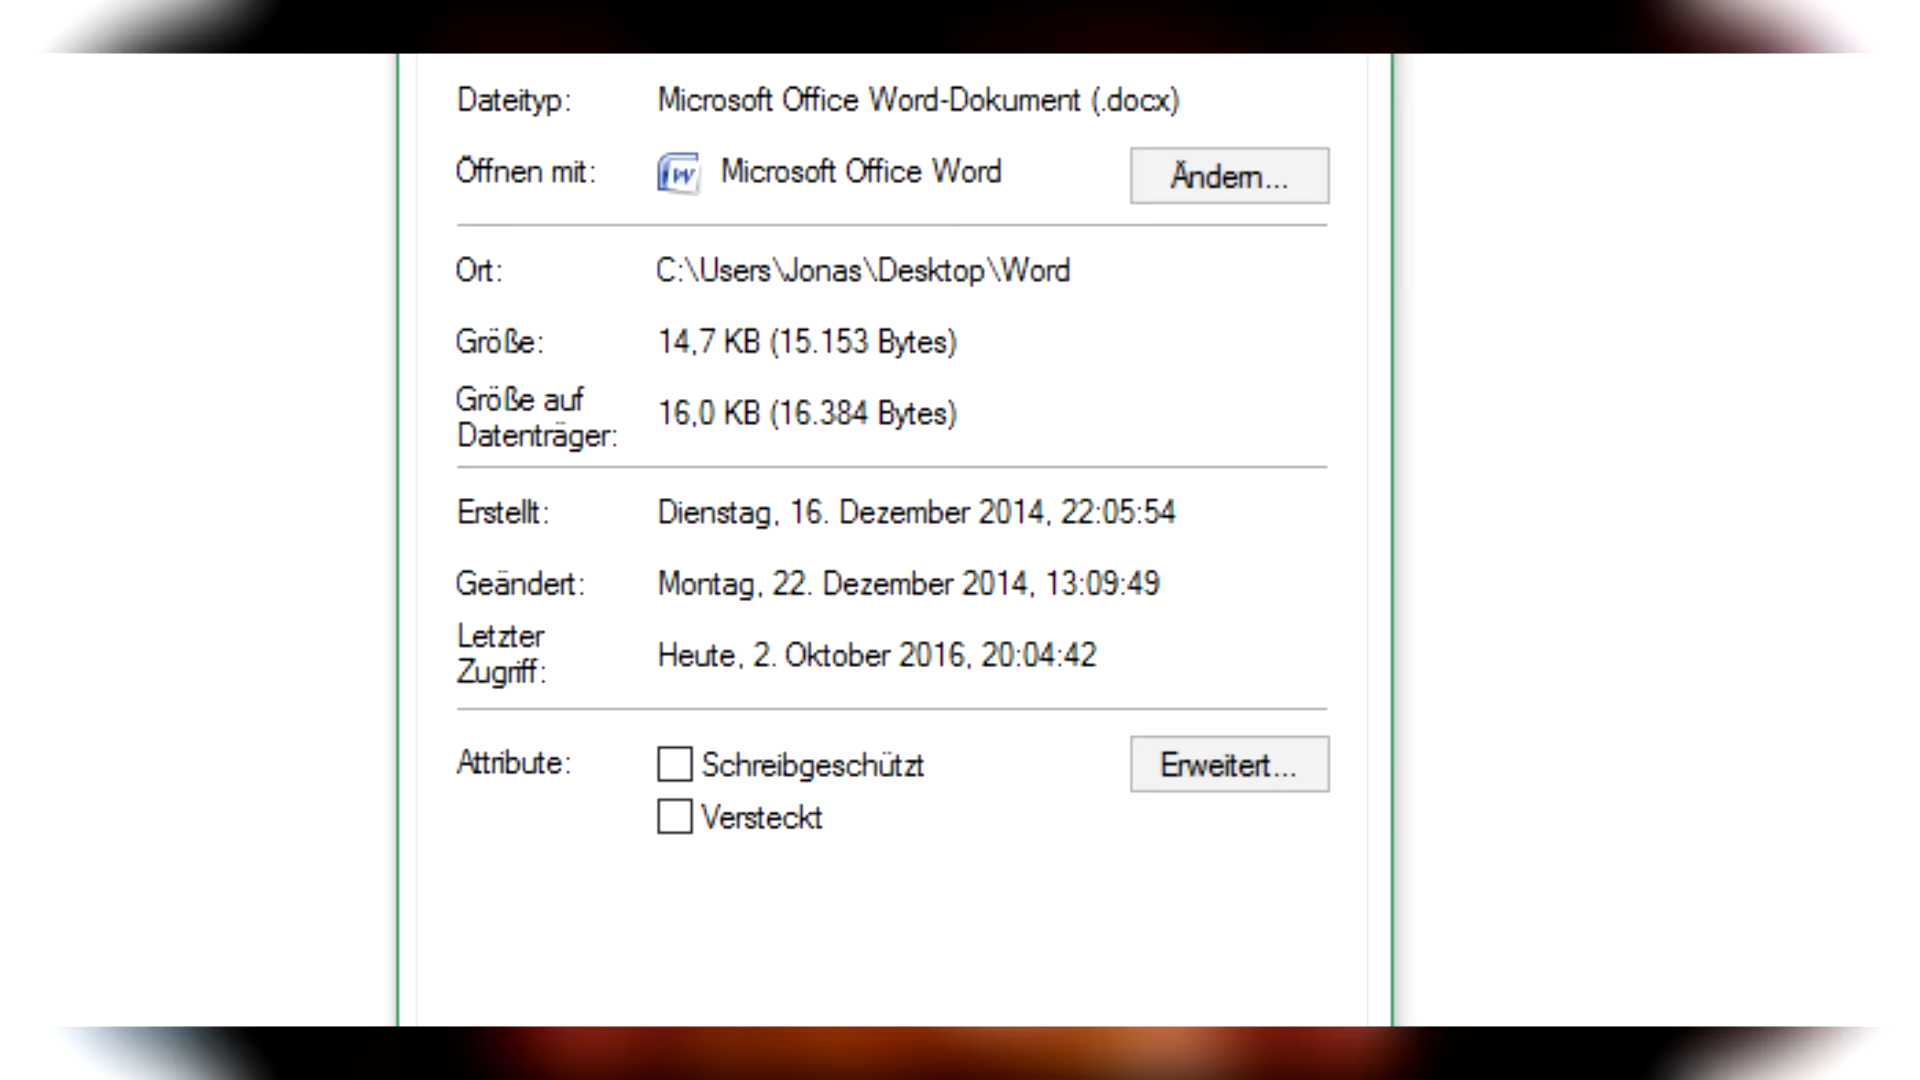 Dateityp: Microsoft Office Word-Dokument (.docx)
Öffnen mit: Microsoft Office Word Ändern...
Ort: C:\Users\Jonas\Desktop\Word
Größe: 14,7 KB (15.153 Bytes)
Größe auf
Datenträger: 16,0 KB (16.384 Bytes)
Erstellt: Dienstag, 16. Dezember 2014, 22:05:54
Geändert: Montag, 22. Dezember 2014, 13:09:49
Letzter
Zugriff: Heute, 2. Oktober 2016, 20:04:42
Attribute: Schreibgeschützt Erweitert...
Versteckt